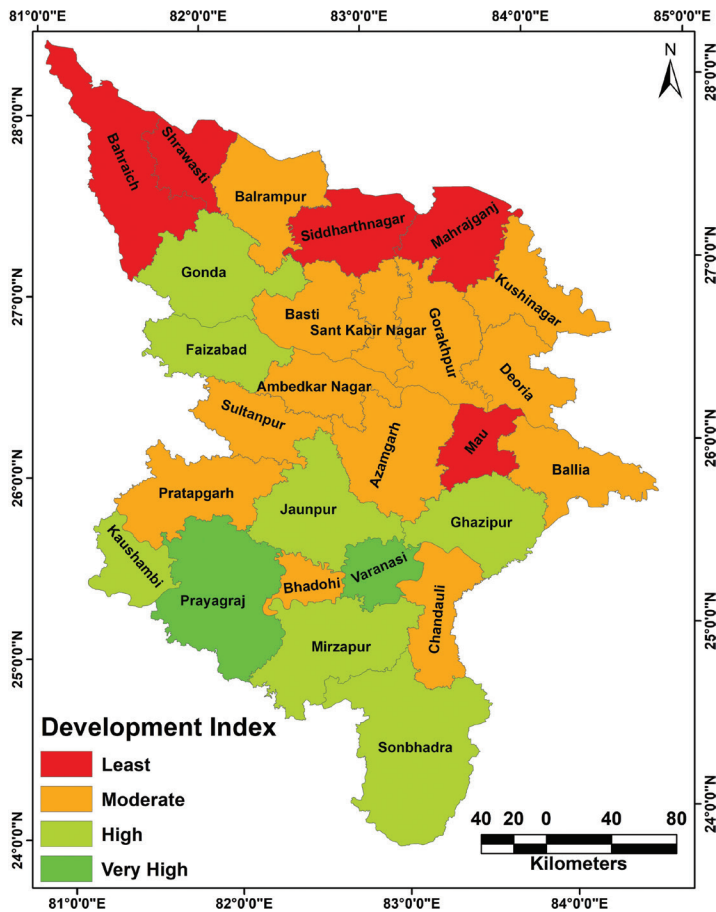 81°0'0"E 82°0'0"E 83°0'0"E 84°0'0"E 85°0'0"E
N
28°0'0"N
28°0'0"N
Bahraich
Shrawasti
Balrampur
Siddharthnagar
Mahrajganj
27°0'0"N
Gonda
27°0'0"N
Kushinagar
Basti
Sant Kabir Nagar
Gorakhpur
Faizabad
Deoria
Ambedkar Nagar
Sultanpur
Azamgarh
Mau
26°0'0"N
Ballia
26°0'0"N
Pratapgarh
Jaunpur
Ghazipur
Kaushambi
Varanasi
Bhadohi
Prayagraj
Chandauli
25°0'0"N
Mirzapur
25°0'0"N
Sonbhadra
Development Index
Least
Moderate
High
Very High
24°0'0"N
40 20 0 40 80
Kilometers
24°0'0"N
81°0'0"E 82°0'0"E 83°0'0"E 84°0'0"E